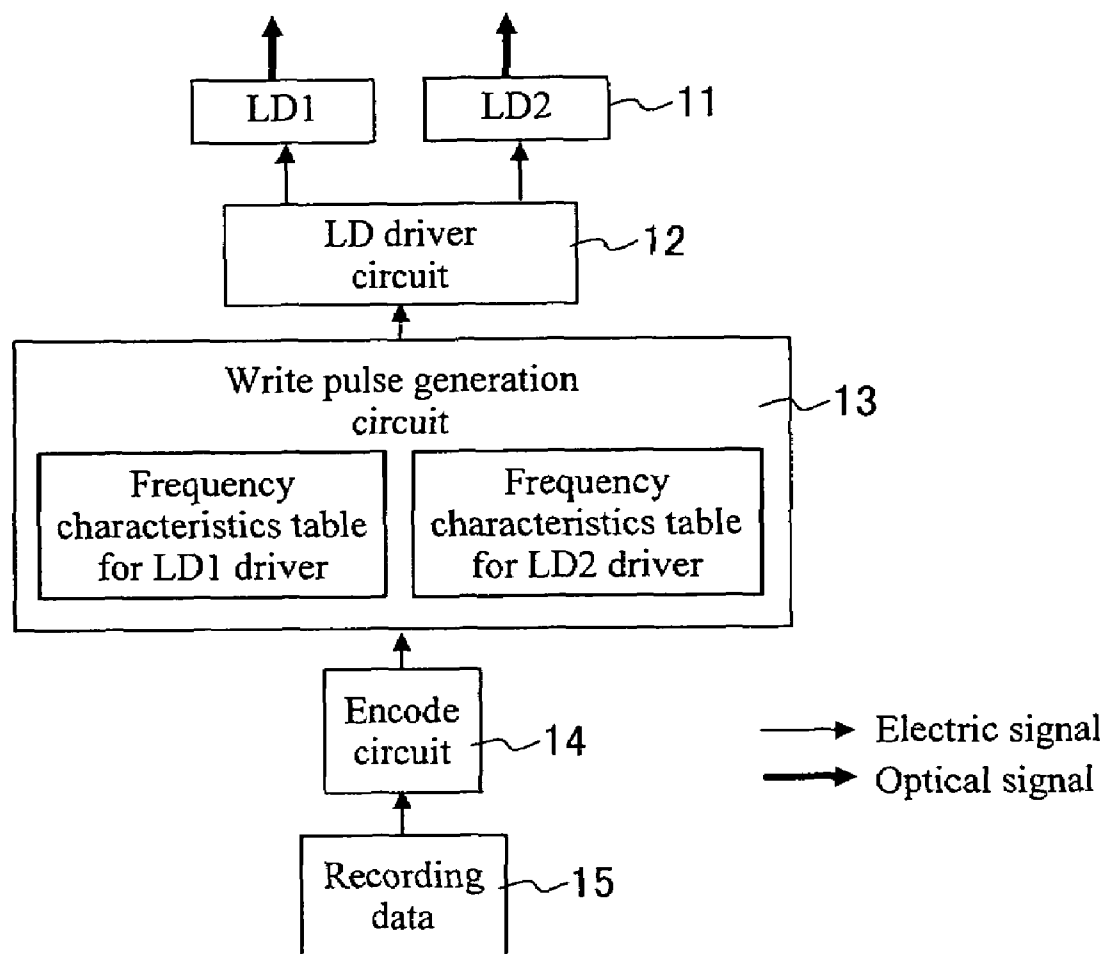 LD1
LD2
11
LD driver
circuit
12
Write pulse generation
circuit
13
Frequency
characteristics table
for LD1 driver
Frequency
characteristics table
for LD2 driver
Encode
circuit
14
Electric signal
Optical signal
Recording
data
15